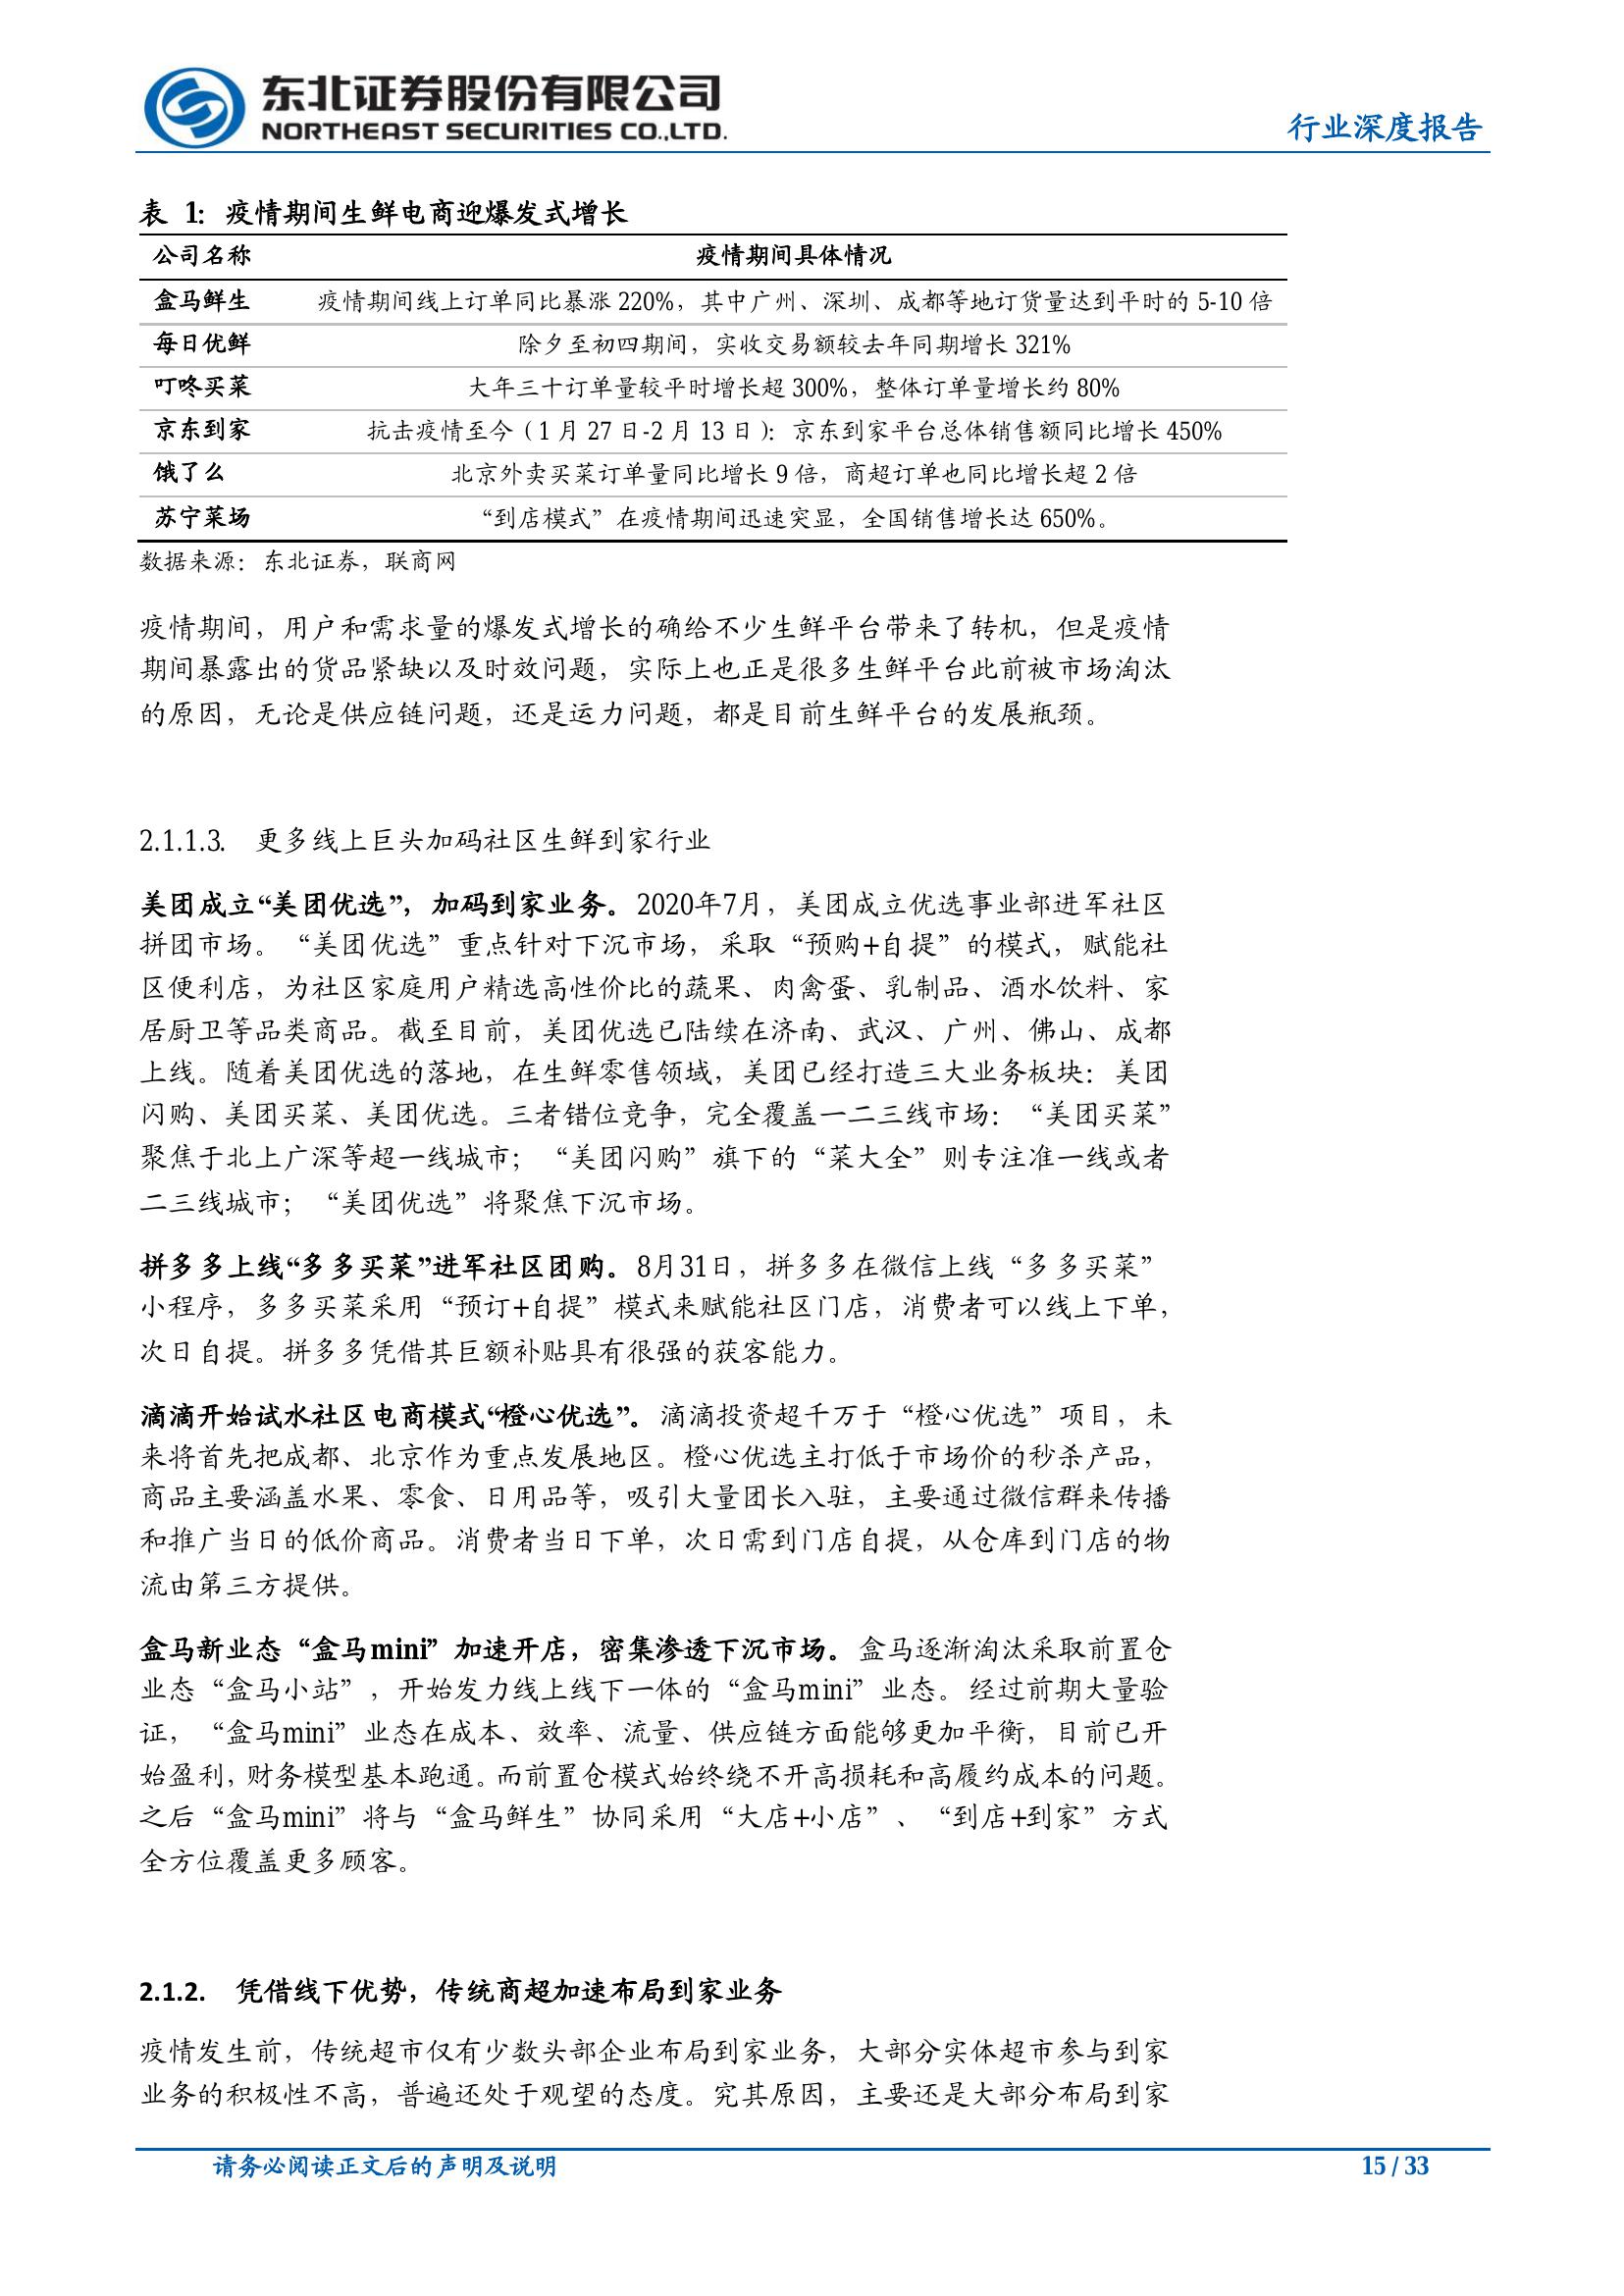 东北证券股份有限公司
NORTHEAST SECURITIES CO.,LTD.
行业深度报告
表 1：疫情期间生鲜电商迎爆发式增长
公司名称 疫情期间具体情况
盒马鲜生 疫情期间线上订单同比暴涨 220%，其中广州、深圳、成都等地订货量达到平时的 5-10 倍
每日优鲜 除夕至初四期间，实收交易额较去年同期增长 321%
叮咚买菜 大年三十订单量较平时增长超 300%，整体订单量增长约 80%
京东到家 抗击疫情至今（1 月 27 日-2 月 13 日）：京东到家平台总体销售额同比增长 450%
饿了么 北京外卖买菜订单量同比增长 9 倍，商超订单也同比增长超 2 倍
苏宁菜场 “到店模式”在疫情期间迅速突显，全国销售增长达 650%。
数据来源：东北证券，联商网
疫情期间，用户和需求量的爆发式增长的确给不少生鲜平台带来了转机，但是疫情
期间暴露出的货品紧缺以及时效问题，实际上也正是很多生鲜平台此前被市场淘汰
的原因，无论是供应链问题，还是运力问题，都是目前生鲜平台的发展瓶颈。
2.1.1.3. 更多线上巨头加码社区生鲜到家行业
美团成立“美团优选”，加码到家业务。2020年7月，美团成立优选事业部进军社区
拼团市场。“美团优选”重点针对下沉市场，采取“预购+自提”的模式，赋能社
区便利店，为社区家庭用户精选高性价比的蔬果、肉禽蛋、乳制品、酒水饮料、家
居厨卫等品类商品。截至目前，美团优选已陆续在济南、武汉、广州、佛山、成都
上线。随着美团优选的落地，在生鲜零售领域，美团已经打造三大业务板块：美团
闪购、美团买菜、美团优选。三者错位竞争，完全覆盖一二三线市场：“美团买菜”
聚焦于北上广深等超一线城市；“美团闪购”旗下的“菜大全”则专注准一线或者
二三线城市；“美团优选”将聚焦下沉市场。
拼多多上线“多多买菜”进军社区团购。8月31日，拼多多在微信上线“多多买菜”
小程序，多多买菜采用“预订+自提”模式来赋能社区门店，消费者可以线上下单，
次日自提。拼多多凭借其巨额补贴具有很强的获客能力。
滴滴开始试水社区电商模式“橙心优选”。滴滴投资超千万于“橙心优选”项目，未
来将首先把成都、北京作为重点发展地区。橙心优选主打低于市场价的秒杀产品，
商品主要涵盖水果、零食、日用品等，吸引大量团长入驻，主要通过微信群来传播
和推广当日的低价商品。消费者当日下单，次日需到门店自提，从仓库到门店的物
流由第三方提供。
盒马新业态“盒马mini”加速开店，密集渗透下沉市场。盒马逐渐淘汰采取前置仓
业态“盒马小站”，开始发力线上线下一体的“盒马mini”业态。经过前期大量验
证，“盒马mini”业态在成本、效率、流量、供应链方面能够更加平衡，目前已开
始盈利，财务模型基本跑通。而前置仓模式始终绕不开高损耗和高履约成本的问题。
之后“盒马mini”将与“盒马鲜生”协同采用“大店+小店”、“到店+到家”方式
全方位覆盖更多顾客。
2.1.2. 凭借线下优势，传统商超加速布局到家业务
疫情发生前，传统超市仅有少数头部企业布局到家业务，大部分实体超市参与到家
业务的积极性不高，普遍还处于观望的态度。究其原因，主要还是大部分布局到家
请务必阅读正文后的声明及说明
15 / 33